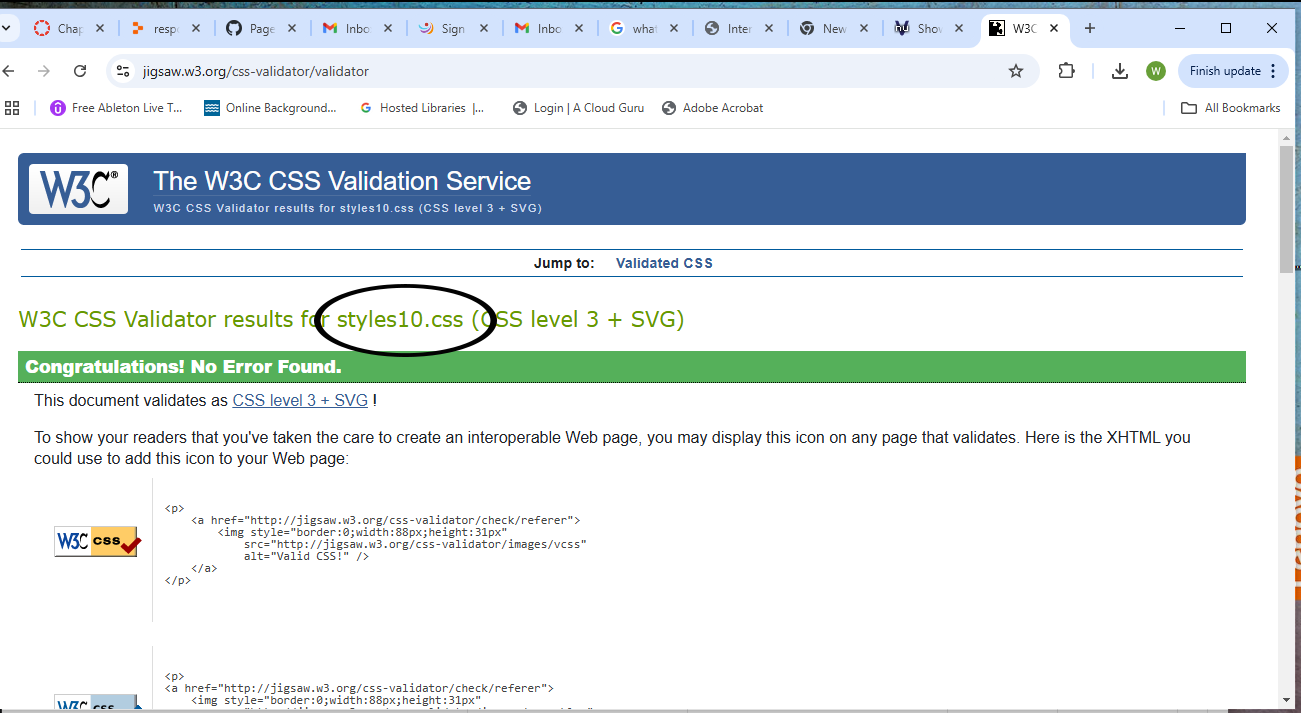 Chap
resp
Page
Inbo
Sign
Inbo
what
Inter
New
hu Show
W3C
jigsaw.w3.org/css-validator/validator
W
Finish update
Free Ableton Live T...
Online Background...
Hosted Libraries |...
Login | A Cloud Guru
Adobe Acrobat
All Bookmarks
W3C®
The W3C CSS Validation Service
W3C CSS Validator results for styles10.css (CSS level 3 + SVG)
Jump to: Validated CSS
W3C CSS Validator results for styles10.css (CSS level 3 + SVG)
Congratulations! No Error Found.
This document validates as CSS level 3 + SVG !
To show your readers that you've taken the care to create an interoperable Web page, you may display this icon on any page that validates. Here is the XHTML you
could use to add this icon to your Web page:
W3C css
<p>
<a href="http://jigsaw.w3.org/css-validator/check/referer">
<img style="border:0;width:88px;height:31px"
src="http://jigsaw.w3.org/css-validator/images/vcss"
alt="Valid CSS!" />
</a>
</p>
W3C css
<p>
<a href="http://jigsaw.w3.org/css-validator/check/referer">
<img style="border:0;width:88px;height:31px"